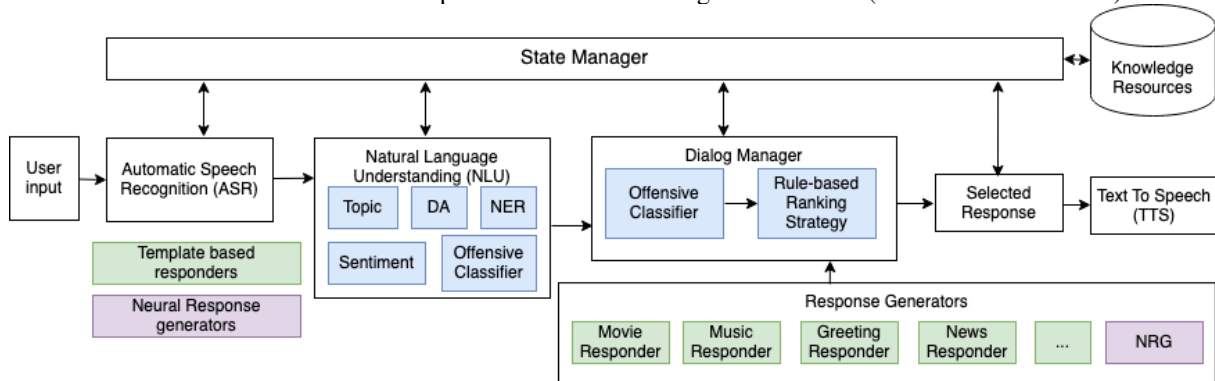 State Manager
Knowledge
Resources
User
input
Automatic Speech
Recognition (ASR)
Natural Language
Understanding (NLU)
Topic
DA
NER
Sentiment
Offensive
Classifier
Dialog Manager
Offensive
Classifier
Rule-based
Ranking
Strategy
Selected
Response
Text To Speech
(TTS)
Template based
responders
Neural Response
generators
Response Generators
Movie
Responder
Music
Responder
Greeting
Responder
News
Responder
...
NRG